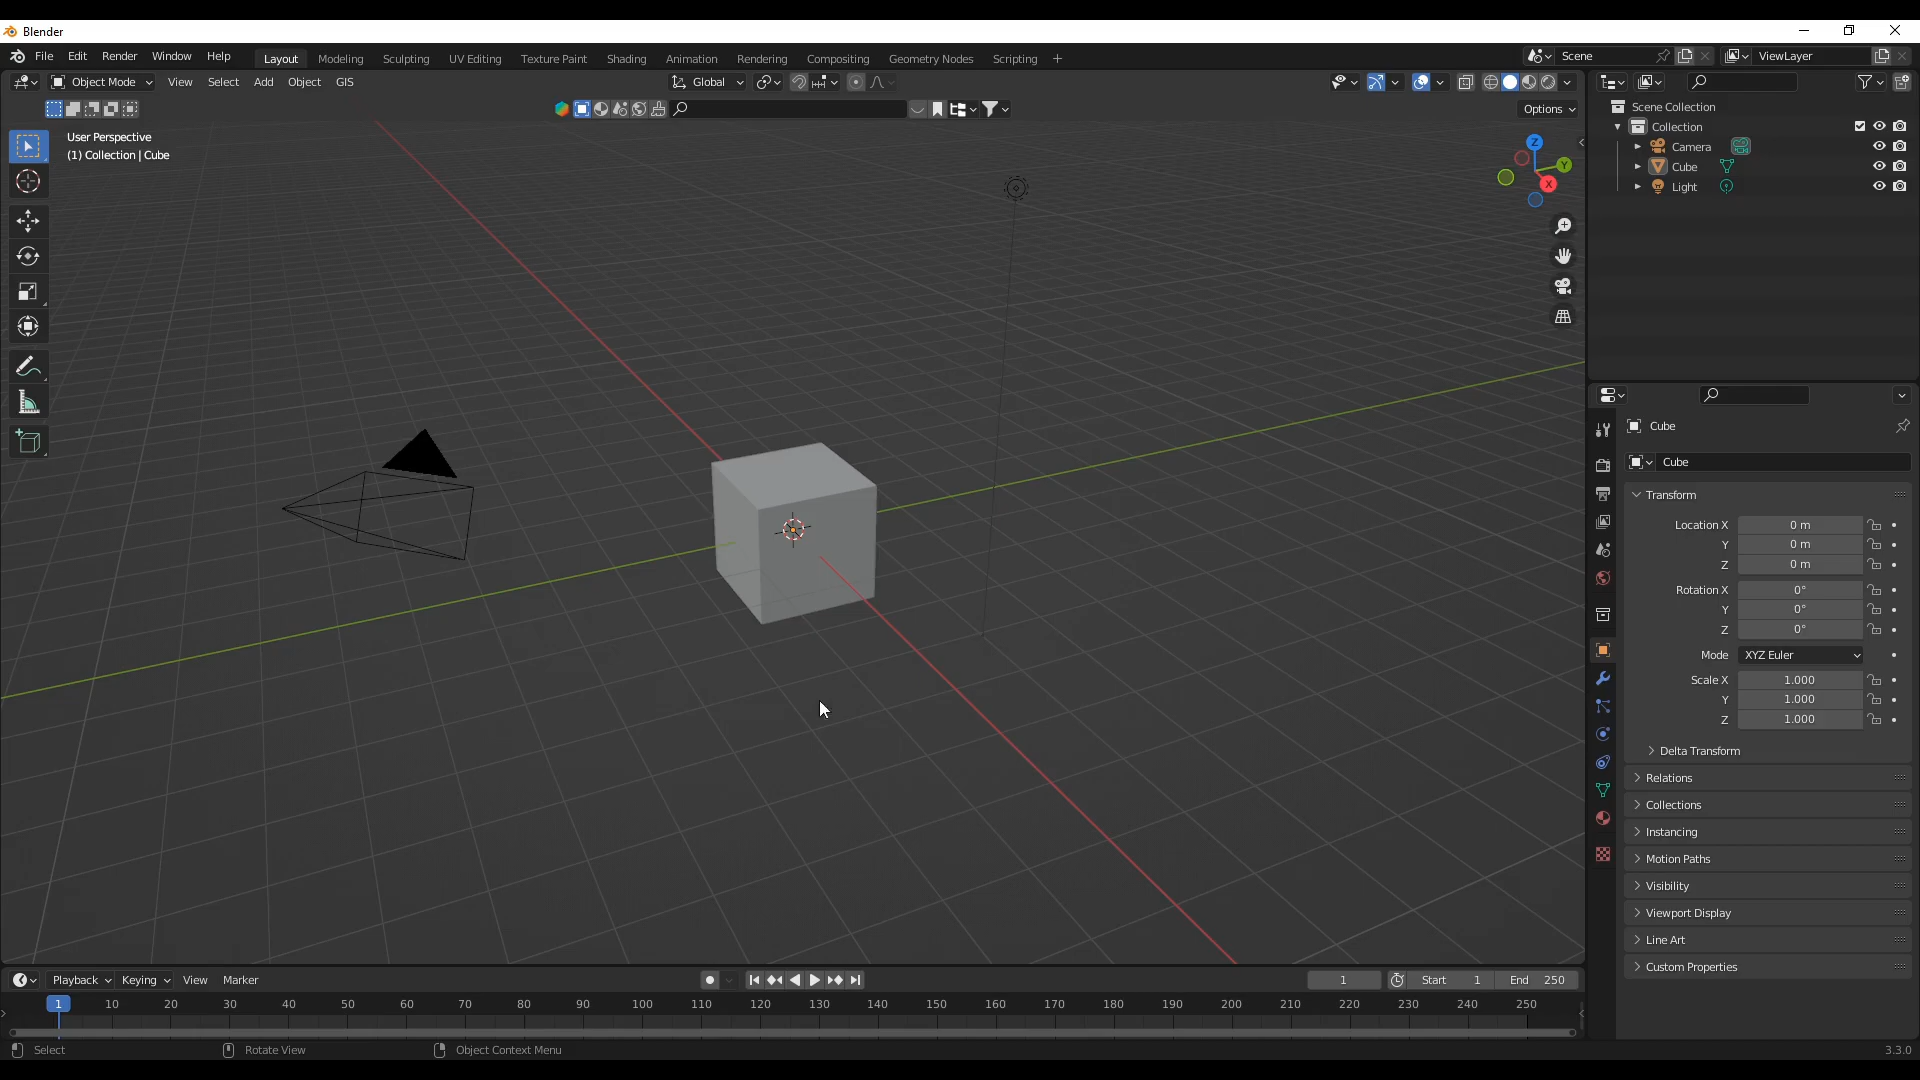 Blender
File Edit Render Window Help Layout Modeling Sculpting UV Editing Texture Paint Shading Animation Rendering Compositing Geometry Nodes Scripting + Scene ViewLayer
Object Mode View Select Add Object GIS Global
Options
User Perspective
(1) Collection | Cube
Z
Y
X
Scene Collection
Collection
Camera
Cube
Light
Cube
Cube
Transform
Location X 0 m
Y 0 m
Z 0 m
Rotation X 0°
Y 0°
Z 0°
Mode XYZ Euler
Scale X 1.000
Y 1.000
Z 1.000
Delta Transform
Relations
Collections
Instancing
Motion Paths
Visibility
Viewport Display
Line Art
Custom Properties
Playback Keying View Marker 1 Start 1 End 250
1 10 20 30 40 50 60 70 80 90 100 110 120 130 140 150 160 170 180 190 200 210 220 230 240 250
Select Rotate View Object Context Menu 3.3.0